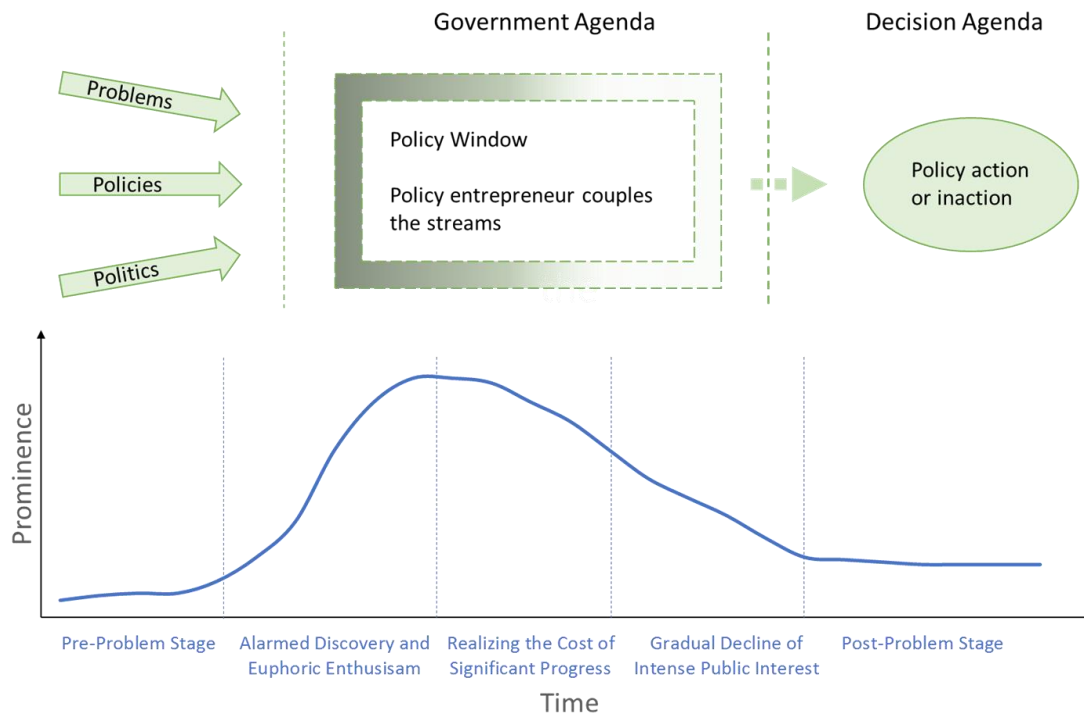 Government Agenda
Decision Agenda
Problems
Policies
Politics
Policy Window
Policy entrepreneur couples
the streams
Policy action
or inaction
Prominence
Pre-Problem Stage
Alarmed Discovery and
Euphoric Enthusisam
Realizing the Cost of
Significant Progress
Gradual Decline of
Intense Public Interest
Post-Problem Stage
Time